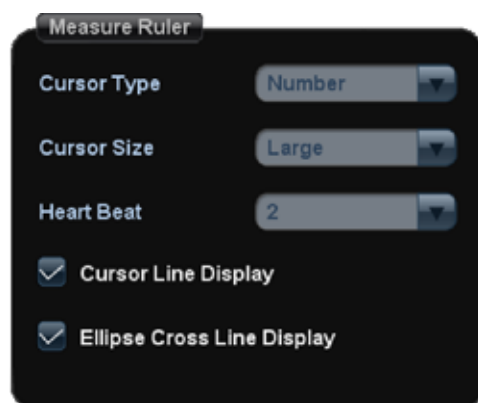 Measure Ruler
Cursor Type Number
Cursor Size Large
Heart Beat 2
Cursor Line Display
Ellipse Cross Line Display